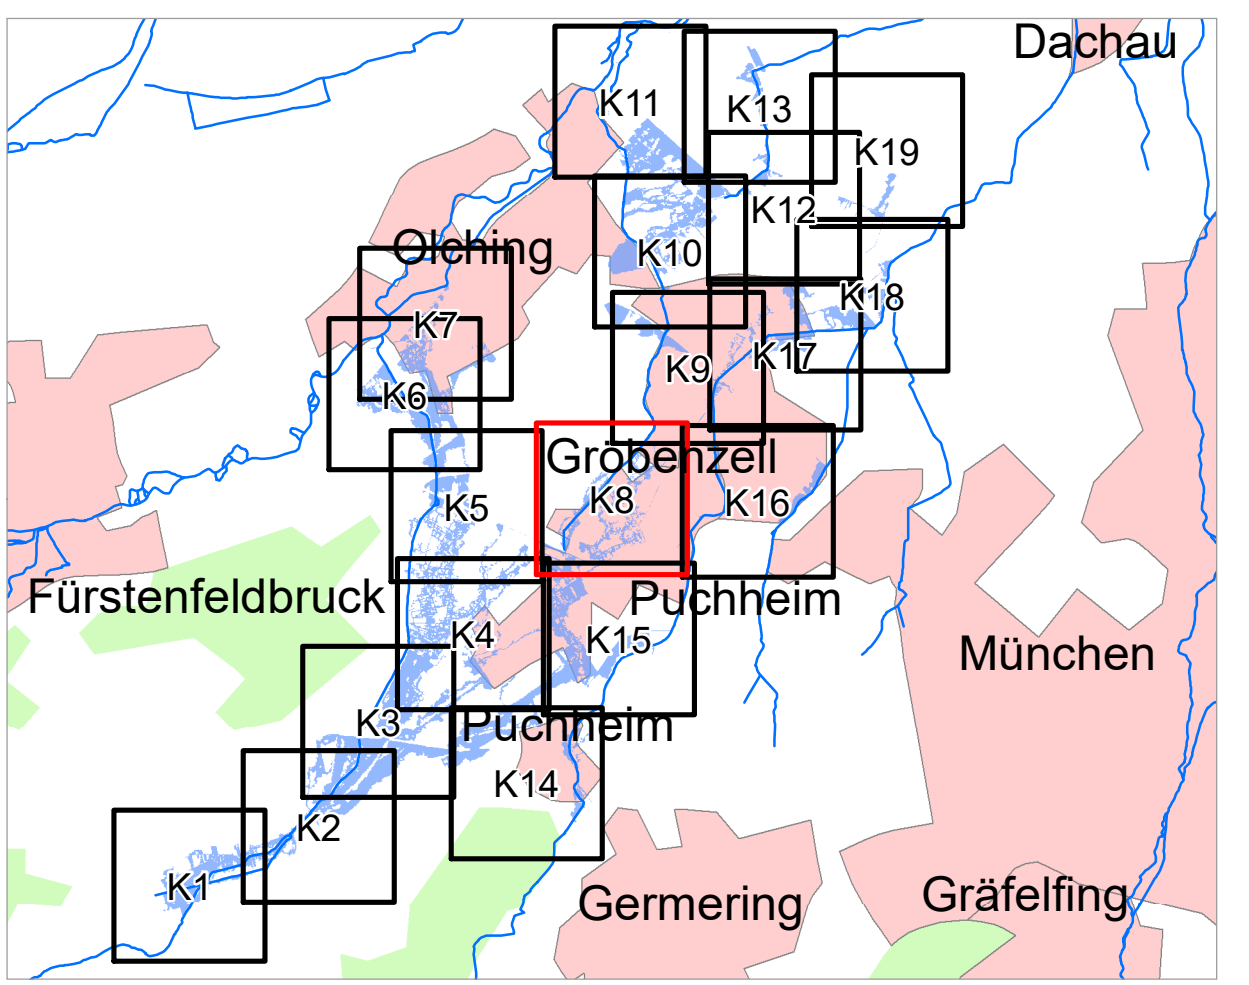 Dachau
K11
K13
K19
K12
Olching
K10
K18
K7
K17
K9
K6
Gröbenzell
K8
K16
K5
Fürstenfeldbruck
Puchheim
K4
K15
München
K3
Puchheim
K14
K2
K1
Germering
Gräfelfing